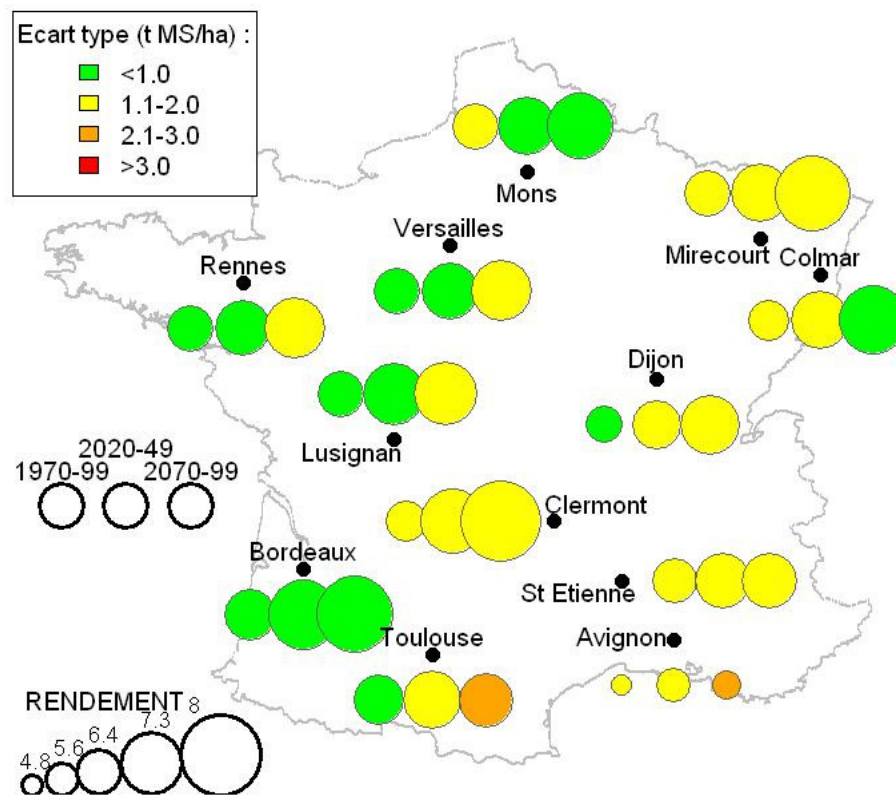 Ecart type (t MS/ha) :
<1.0
1.1-2.0
2.1-3.0
>3.0
Mons
Versailles
Rennes
Mirecourt
Colmar
Dijon
Lusignan
2020-49
1970-99
2070-99
Clermont
Bordeaux
St Etienne
Toulouse
Avignon
RENDEMENT
4.8
5.6
6.4
7.3
8